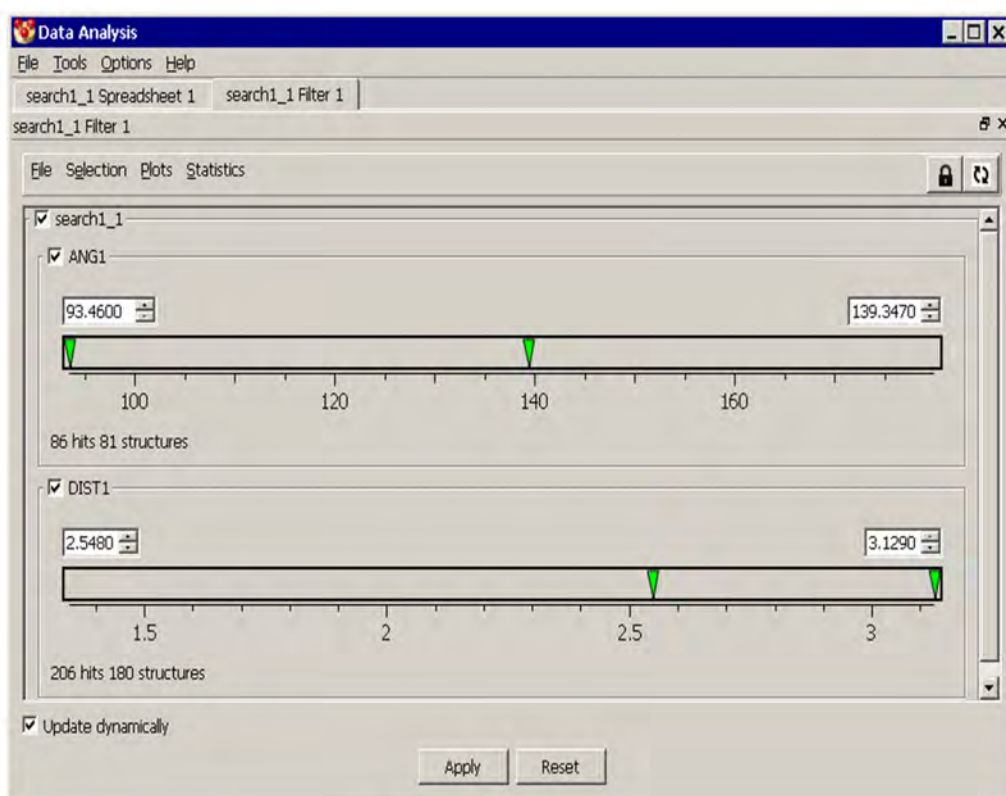 Data Analysis
File Tools Options Help
search1_1 Spreadsheet 1 search1_1 Filter 1
search1_1 Filter 1
File Selection Plots Statistics
search1_1
ANG1
93.4600 139.3470
100 120 140 160
86 hits 81 structures
DIST1
2.5480 3.1290
1.5 2 2.5 3
206 hits 180 structures
Update dynamically
Apply Reset